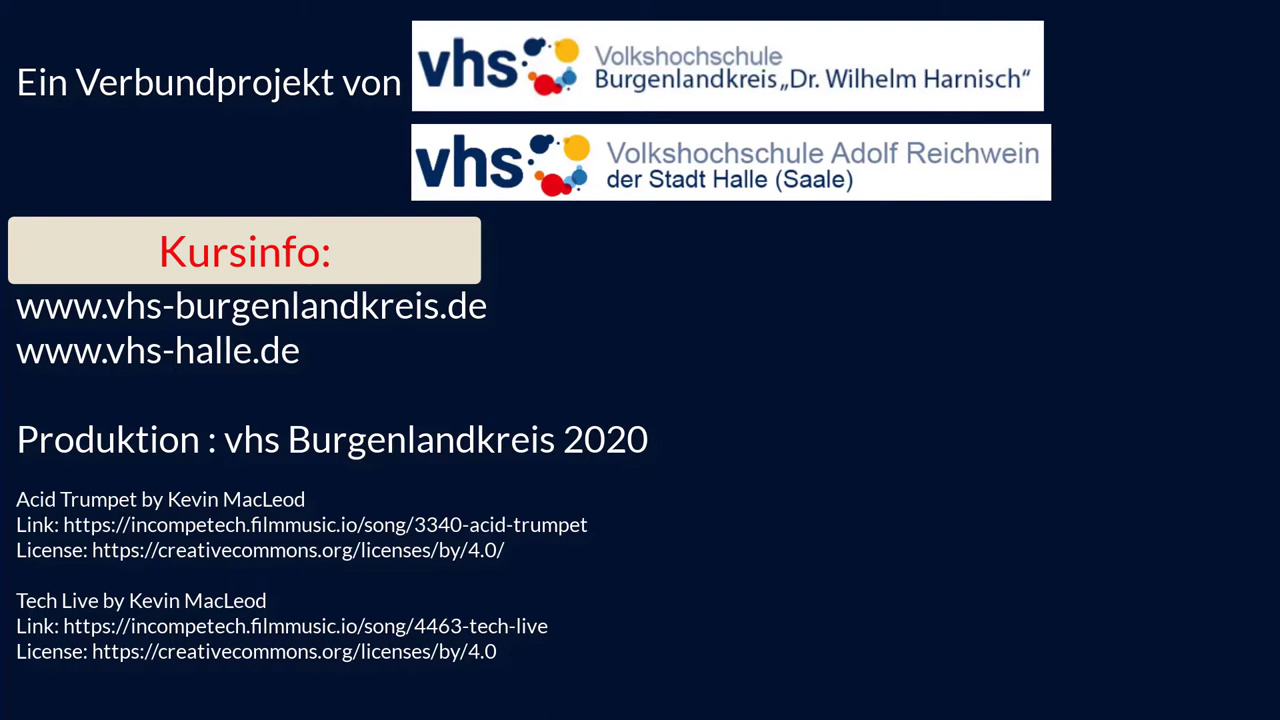 Ein Verbundprojekt von
vhs Volkshochschule
Burgenlandkreis „Dr. Wilhelm Harnisch“
vhs Volkshochschule Adolf Reichwein
der Stadt Halle (Saale)
Kursinfo:
www.vhs-burgenlandkreis.de
www.vhs-halle.de
Produktion : vhs Burgenlandkreis 2020
Acid Trumpet by Kevin MacLeod
Link: https://incompetech.filmmusic.io/song/3340-acid-trumpet
License: https://creativecommons.org/licenses/by/4.0/
Tech Live by Kevin MacLeod
Link: https://incompetech.filmmusic.io/song/4463-tech-live
License: https://creativecommons.org/licenses/by/4.0